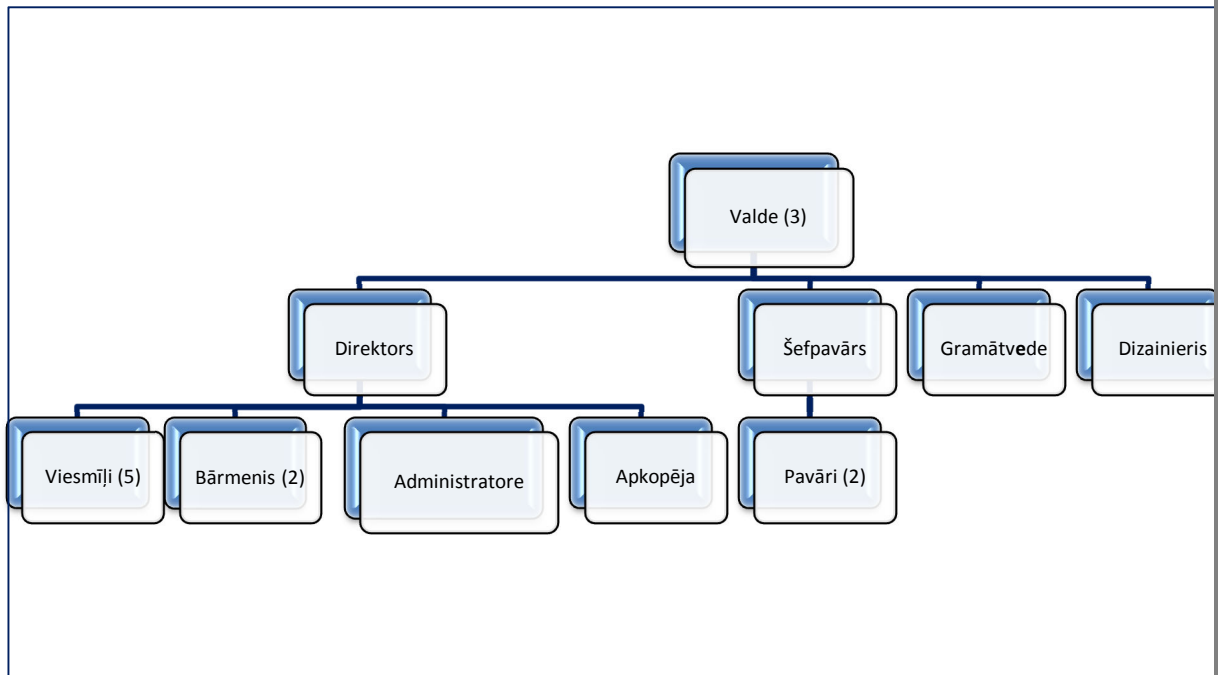 Valde (3)
Direktors
Šefpavārs
Gramātvede
Dizainieris
Viesmīļi (5)
Bārmenis (2)
Administratore
Apkopēja
Pavāri (2)